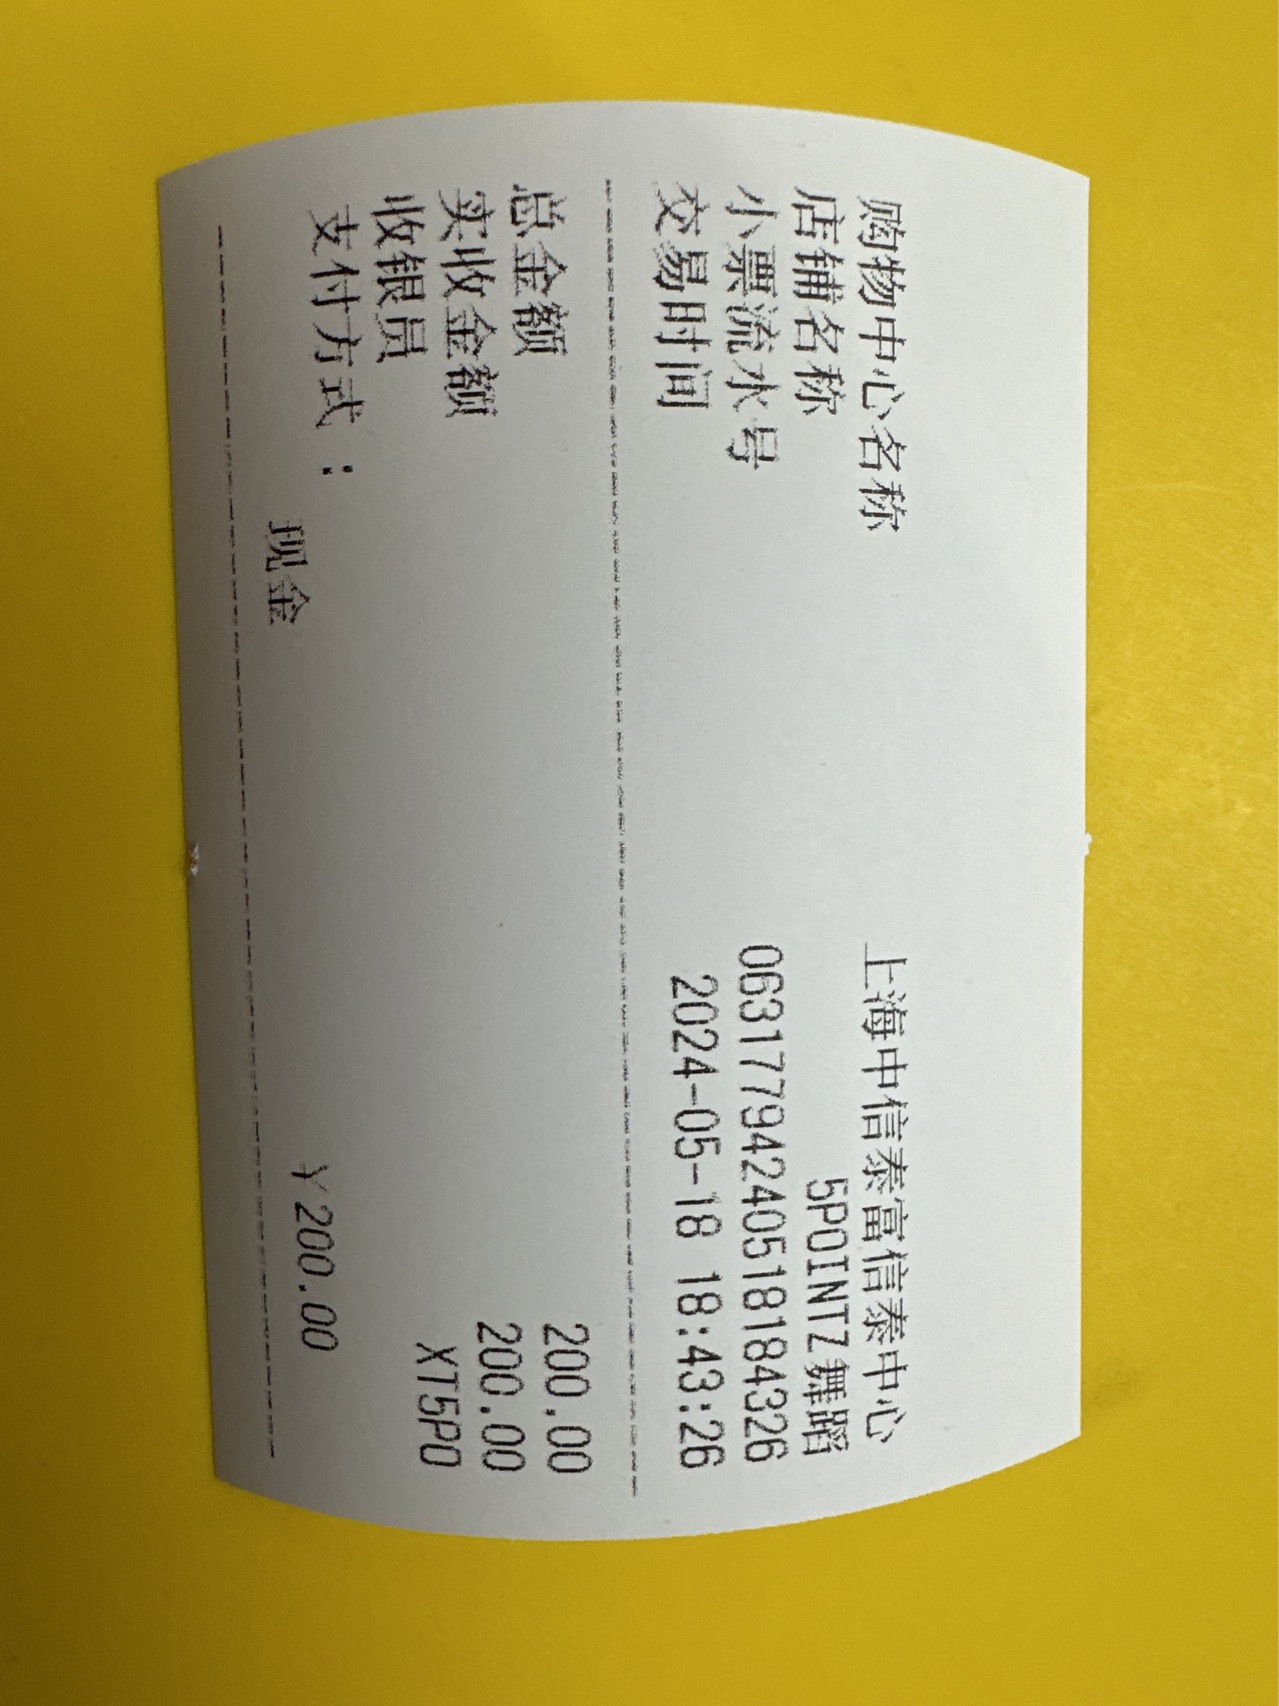 购物中心名称 上海中信泰富信泰中心
店铺名称 5POINTZ舞蹈
小票流水号 06317794240518184326
交易时间 2024-05-18 18:43:26
总金额 200.00
实收金额 200.00
收银员 XT5P0
支付方式：
现金 ￥200.00